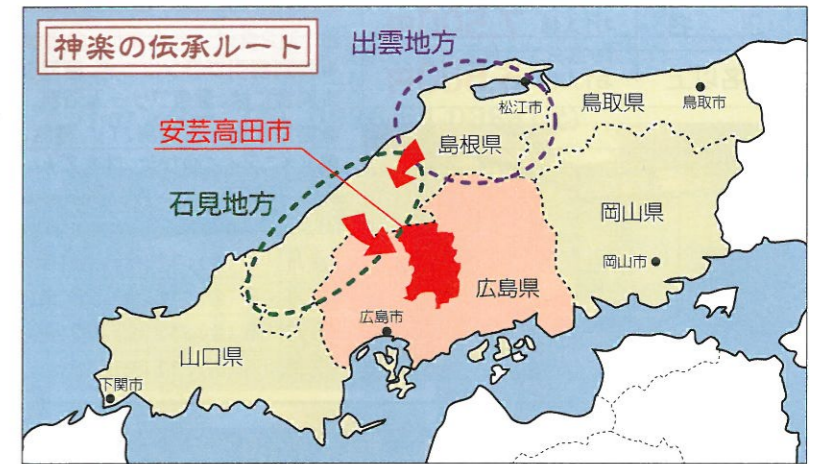 神楽の伝承ルート
出雲地方
松江市
鳥取県
鳥取市
安芸高田市
島根県
石見地方
岡山県
岡山市
広島県
広島市
山口県
下関市